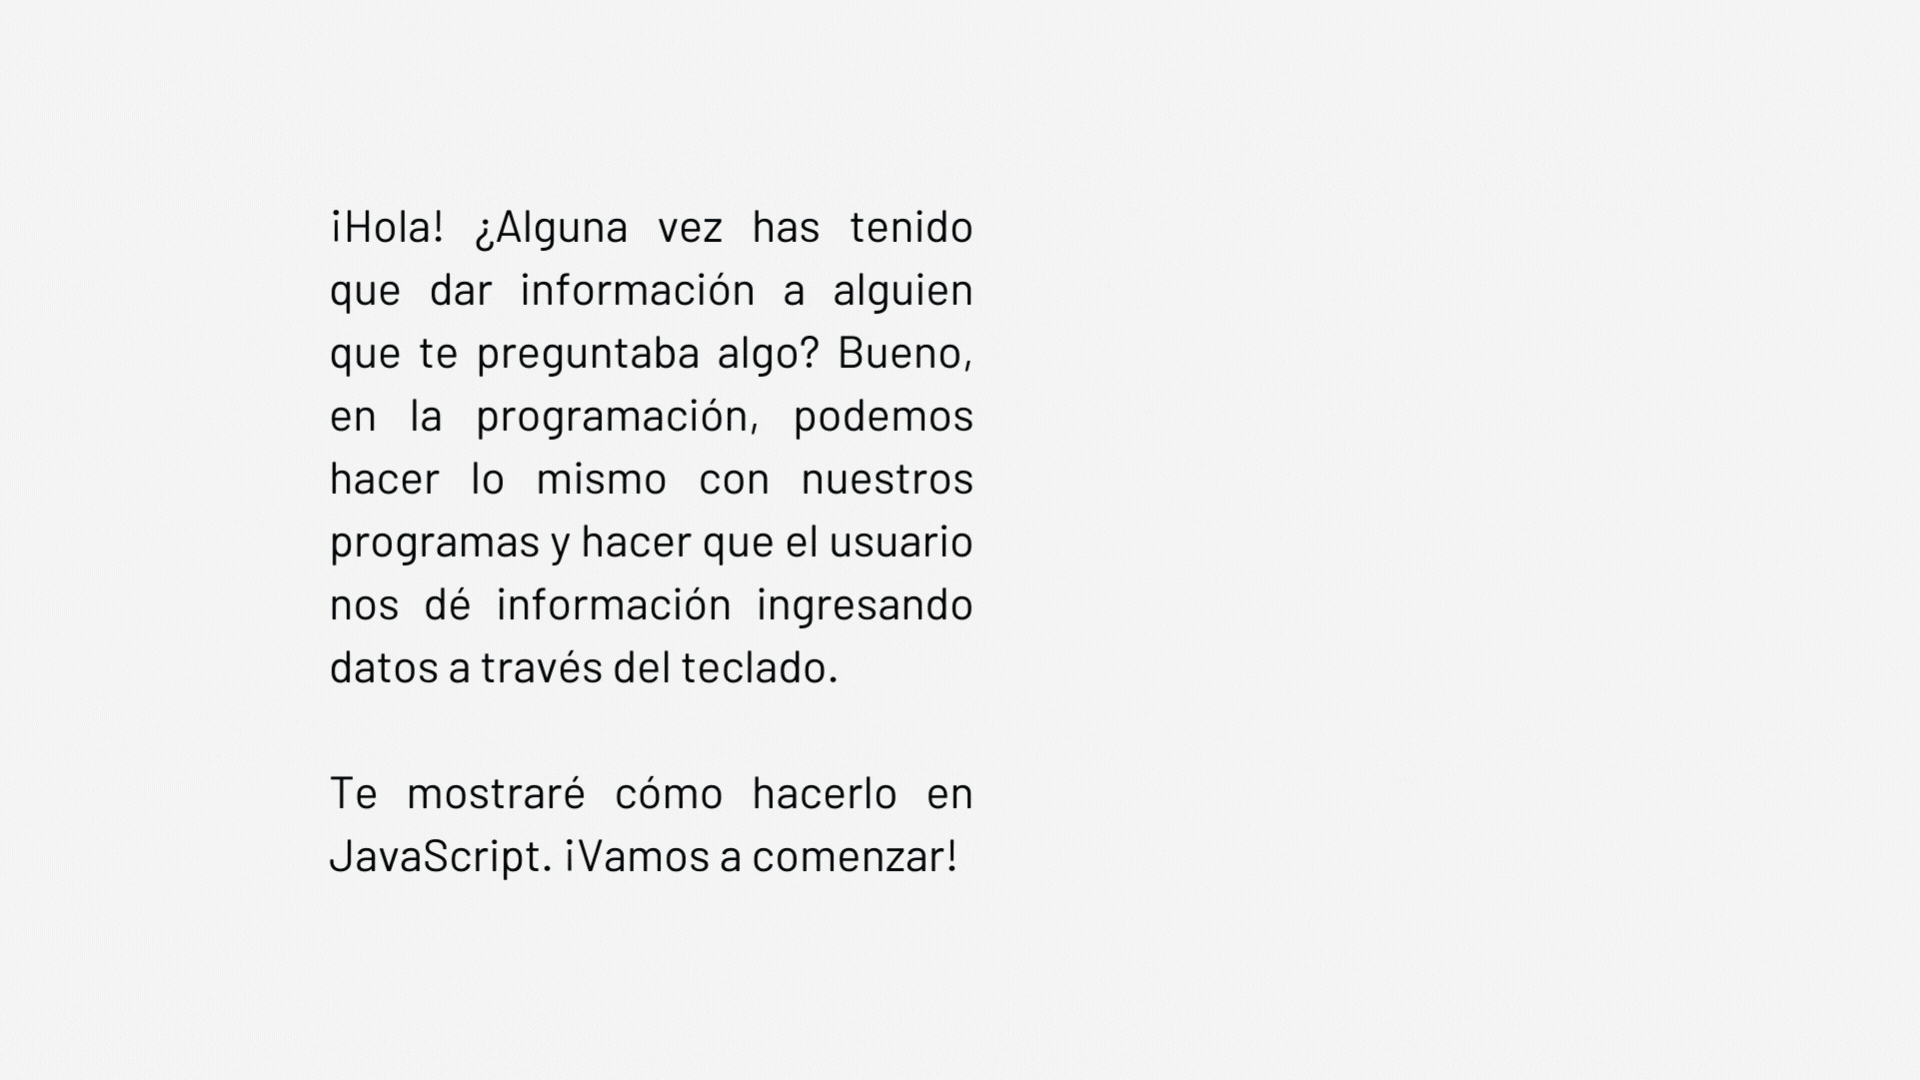 ¡Hola! ¿Alguna vez has tenido
que dar información a alguien
que te preguntaba algo? Bueno,
en la programación, podemos
hacer lo mismo con nuestros
programas y hacer que el usuario
nos dé información ingresando
datos a través del teclado.
Te mostraré cómo hacerlo en
JavaScript. ¡Vamos a comenzar!